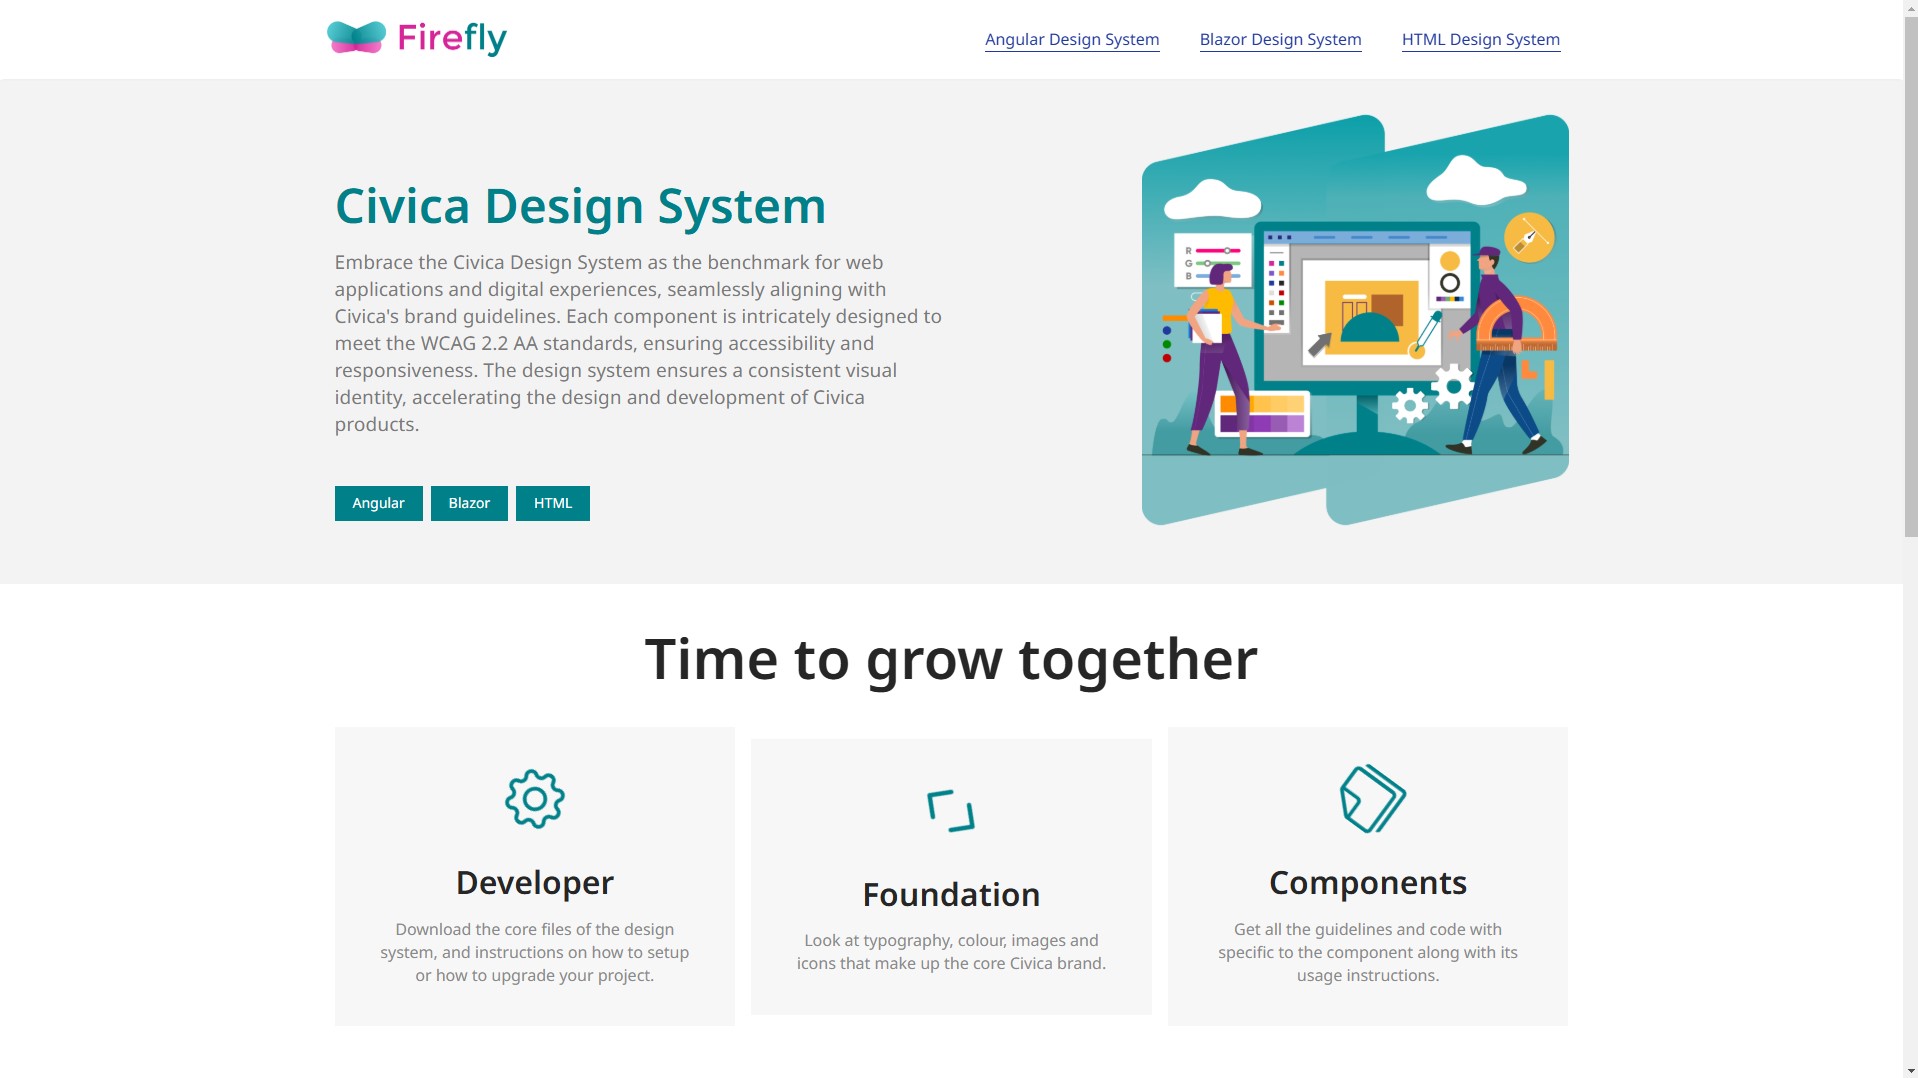 Firefly
Angular Design System
Blazor Design System
HTML Design System
Civica Design System
Embrace the Civica Design System as the benchmark for web
applications and digital experiences, seamlessly aligning with
Civica's brand guidelines. Each component is intricately designed to
meet the WCAG 2.2 AA standards, ensuring accessibility and
responsiveness. The design system ensures a consistent visual
identity, accelerating the design and development of Civica
products.
Angular
Blazor
HTML
R
G
B
Time to grow together
Developer
Download the core files of the design
system, and instructions on how to setup
or how to upgrade your project.
Foundation
Look at typography, colour, images and
icons that make up the core Civica brand.
Components
Get all the guidelines and code with
specific to the component along with its
usage instructions.